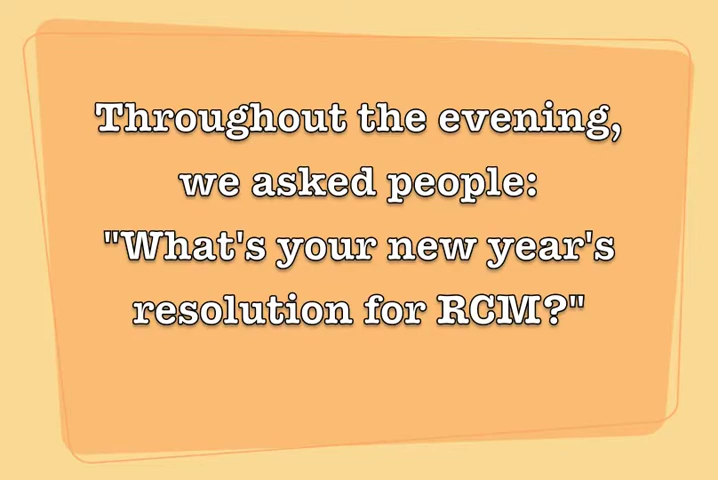 Throughout the evening,
we asked people:
"What's your new year's
resolution for RCM?"